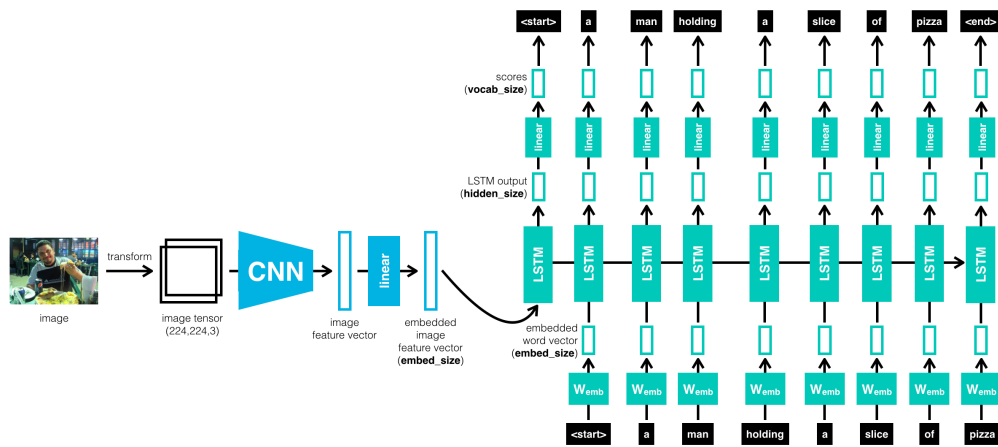 <start> a man holding a slice of pizza <end>
scores
(vocab_size)
linear linear linear linear linear linear linear linear linear
LSTM output
(hidden_size)
LSTM LSTM LSTM LSTM LSTM LSTM LSTM LSTM LSTM
transform
CNN
linear
image
image tensor
(224,224,3)
image
feature vector
embedded
image
feature vector
(embed_size)
embedded
word vector
(embed_size)
Wemb Wemb Wemb Wemb Wemb Wemb Wemb Wemb
<start> a man holding a slice of pizza